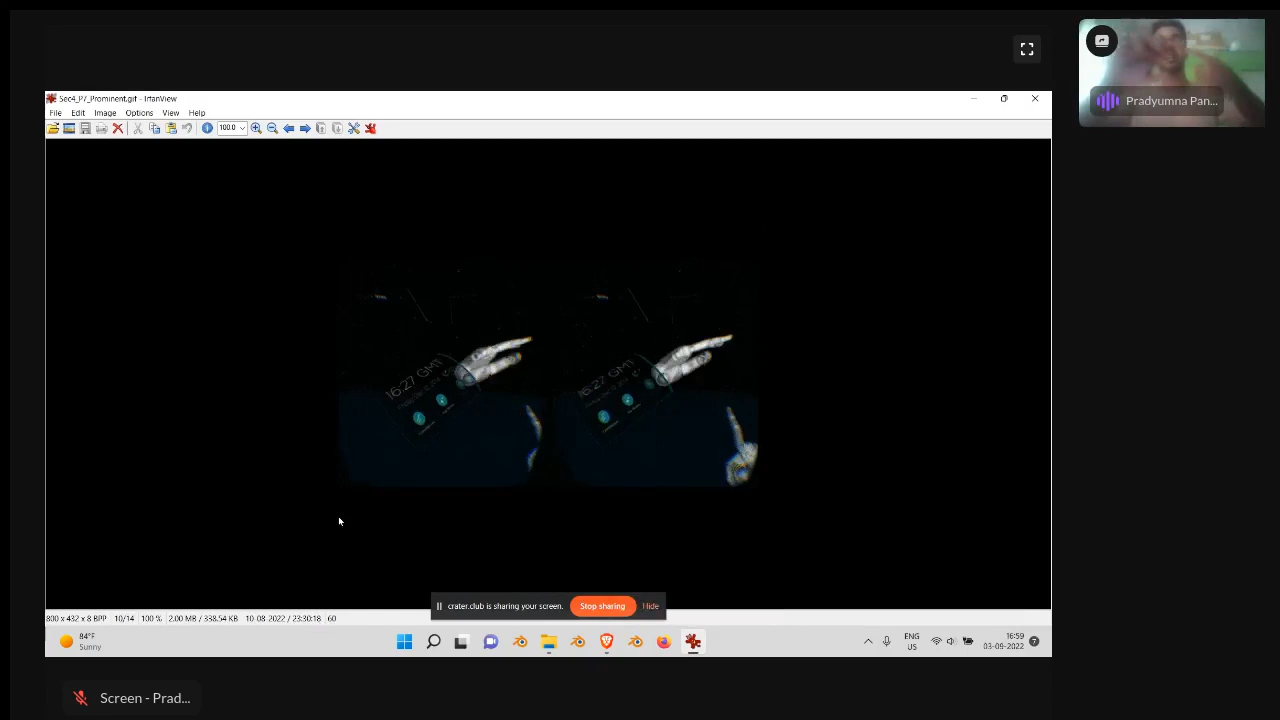 Pradyumna Pan...
Sec4_P7_Prominent.gif - IrfanView
File Edit Image Options View Help
100.0
16:27 GMT
16:27 GMT
crater.club is sharing your screen. Stop sharing Hide
800 x 432 x 8 BPP 10/14 100 % 2.00 MB / 338.54 KB 10-08-2022 / 23:30:18 60
84°F
Sunny
ENG
US
16:59
03-09-2022
7
Screen - Prad...